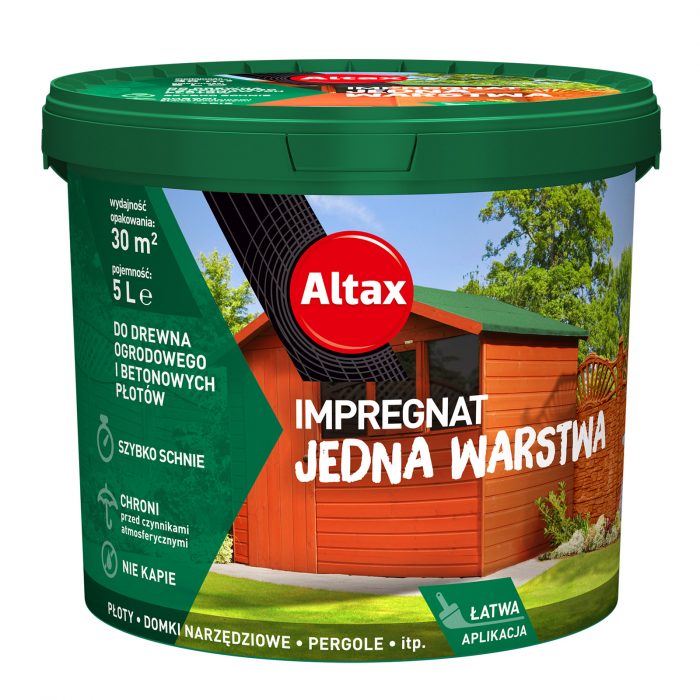 Altax
wydajność
opakowania:
30 m²
pojemność:
5 L e
DO DREWNA
OGRODOWEGO
I BETONOWYCH
PŁOTÓW
SZYBKO SCHNIE
CHRONI
przed czynnikami
atmosferycznymi
NIE KAPIE
Altax
IMPREGNAT
JEDNA WARSTWA
ŁATWA
APLIKACJA
PŁOTY • DOMKI NARZĘDZIOWE • PERGOLE • itp.